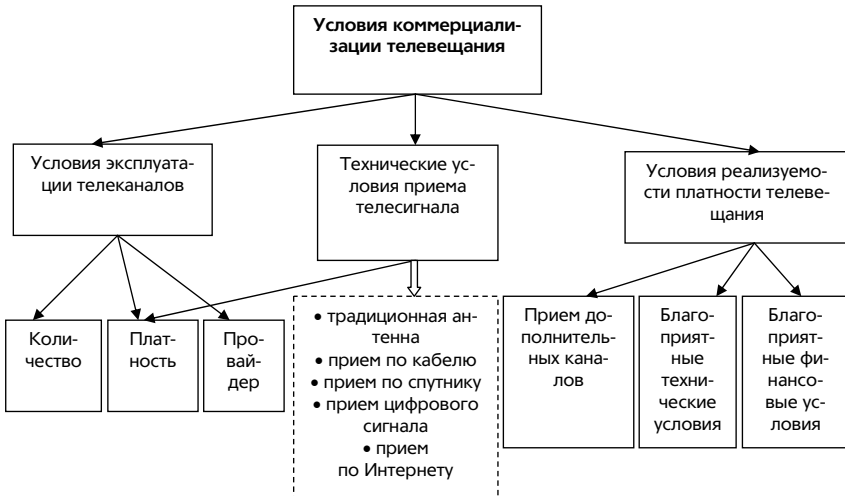 Условия коммерциали-
зации телевещания
Условия эксплуата-
ции телеканалов
Технические ус-
ловия приема
телесигнала
Условия реализуемо-
сти платности телеве-
щания
Коли-
чество
Плат-
ность
Про-
вай-
дер
• традиционная ан-
тенна
• прием по кабелю
• прием по спутнику
• прием цифрового
сигнала
• прием
по Интернету
Прием до-
полнитель-
ных кана-
лов
Благо-
прият-
ные
техни-
ческие
условия
Благо-
прият-
ные фи-
нансо-
вые ус-
ловия